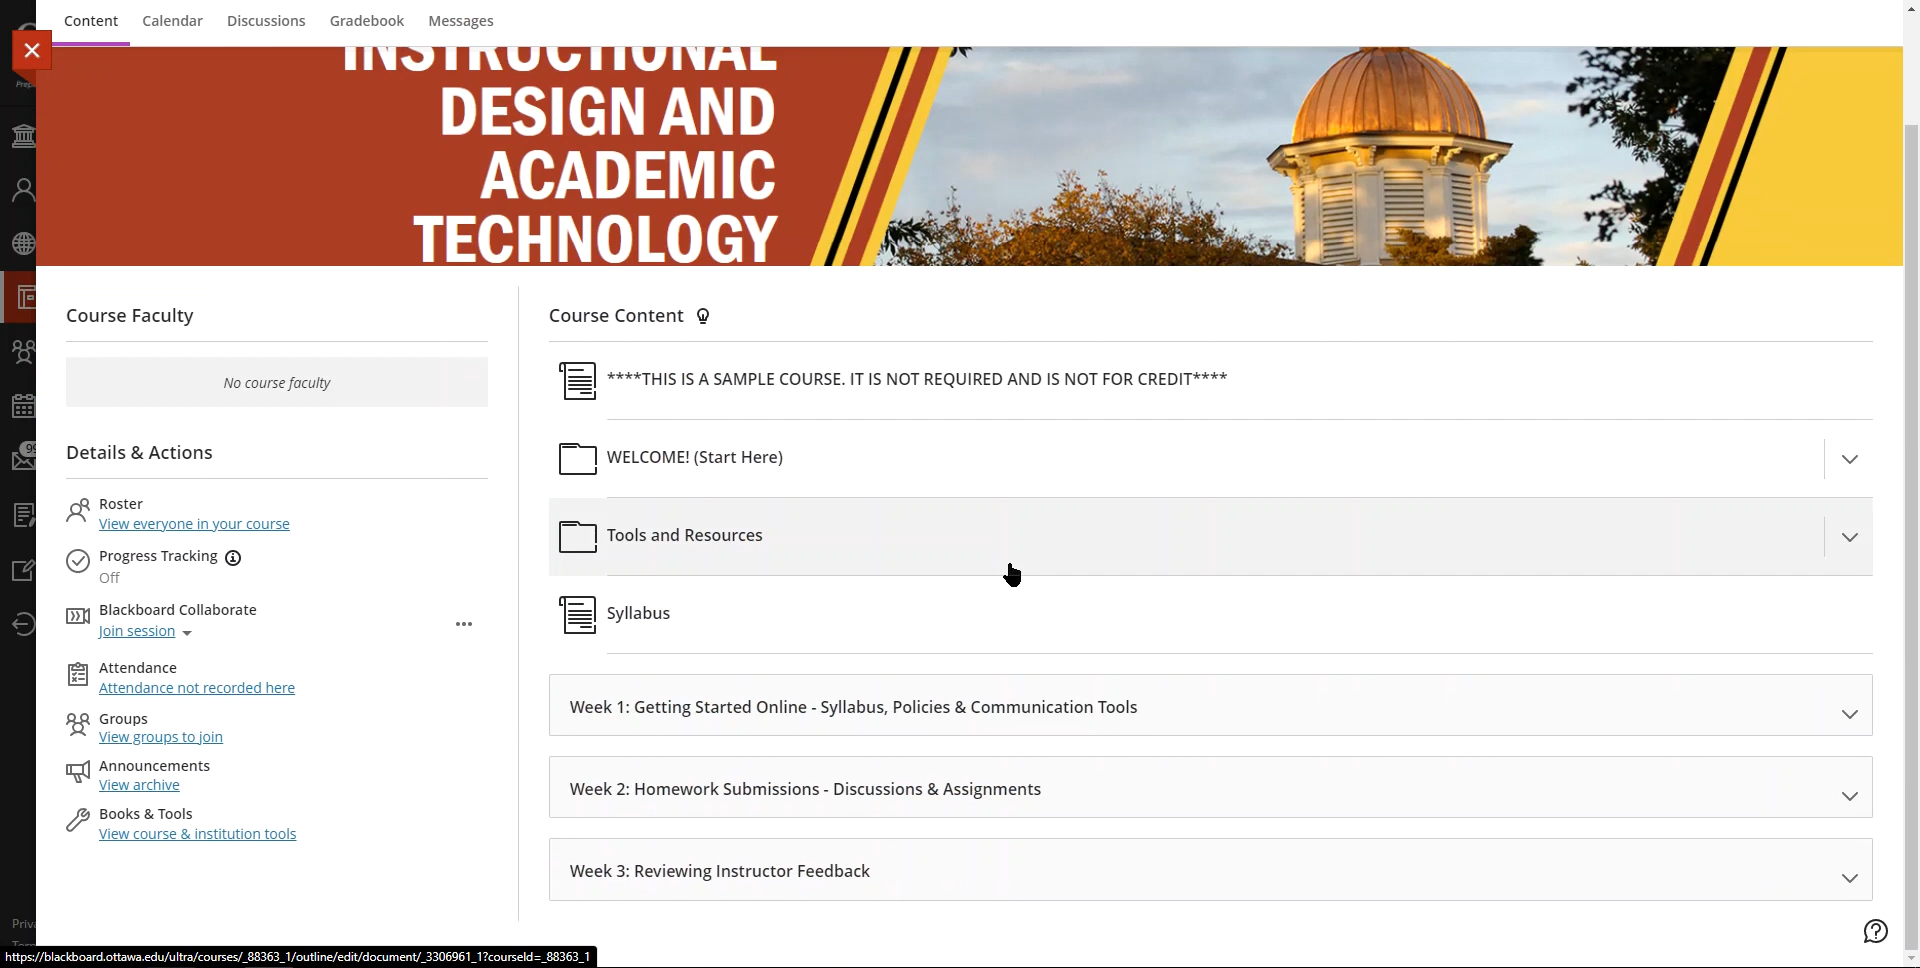 Content
Calendar
Discussions
Gradebook
Messages
INSTRUCTIONAL
DESIGN AND
ACADEMIC
TECHNOLOGY
Course Faculty
No course faculty
Details & Actions
Roster
View everyone in your course
Progress Tracking
Off
Blackboard Collaborate
Join session
Attendance
Attendance not recorded here
Groups
View groups to join
Announcements
View archive
Books & Tools
View course & institution tools
Course Content
****THIS IS A SAMPLE COURSE. IT IS NOT REQUIRED AND IS NOT FOR CREDIT****
WELCOME! (Start Here)
Tools and Resources
Syllabus
Week 1: Getting Started Online - Syllabus, Policies & Communication Tools
Week 2: Homework Submissions - Discussions & Assignments
Week 3: Reviewing Instructor Feedback
https://blackboard.ottawa.edu/ultra/courses/_88363_1/outline/edit/document/_3306961_1?courseId=_88363_1